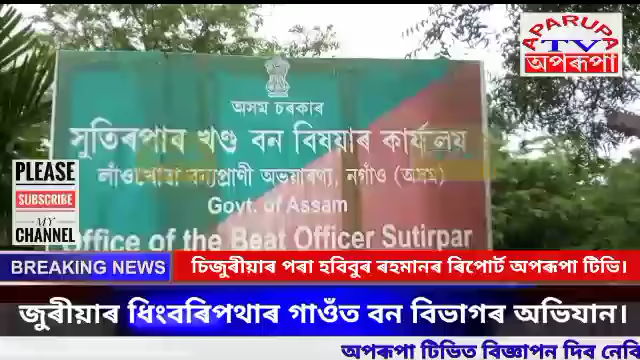 APARUPA
TV
অপৰূপা
অসম চৰকাৰ
সুতিৰপাৰ খণ্ড বন বিষয়াৰ কাৰ্যালয়
লাওখোৱা বন্যপ্ৰাণী অভয়াৰণ্য, নগাঁও (অসম)
Govt. of Assam
Office of the Beat Officer Sutirpar
PLEASE
SUBSCRIBE
MY
CHANNEL
BREAKING NEWS
চিজুৰীয়াৰ পৰা হবিবুৰ ৰহমানৰ ৰিপোৰ্ট অপৰূপা টিভি।
জুৰীয়াৰ ধিংবৰিপথাৰ গাওঁত বন বিভাগৰ অভিযান।
অপৰূপা টিভিত বিজ্ঞাপন দিব নেবি